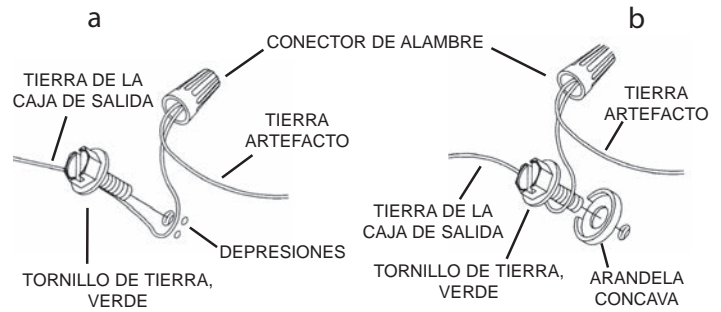 a
b
CONECTOR DE ALAMBRE
TIERRA DE LA
CAJA DE SALIDA
TIERRA
ARTEFACTO
DEPRESIONES
TORNILLO DE TIERRA,
VERDE
TIERRA
ARTEFACTO
TIERRA DE LA
CAJA DE SALIDA
TORNILLO DE TIERRA,
VERDE
ARANDELA
CONCAVA